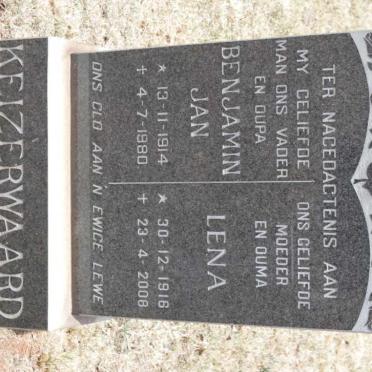 TER NAGEDAGTENIS AAN
MY GELIEFDE
MAN ONS VADER
EN OUPA
BENJAMIN
JAN
★ 13-11-1914
✝ 4-7-1980
ONS GELIEFDE
MOEDER
EN OUMA
LENA
★ 30-12-1916
✝ 23-4-2008
ONS GLO AAN 'N EWIGE LEWE
KEIZERWAARD